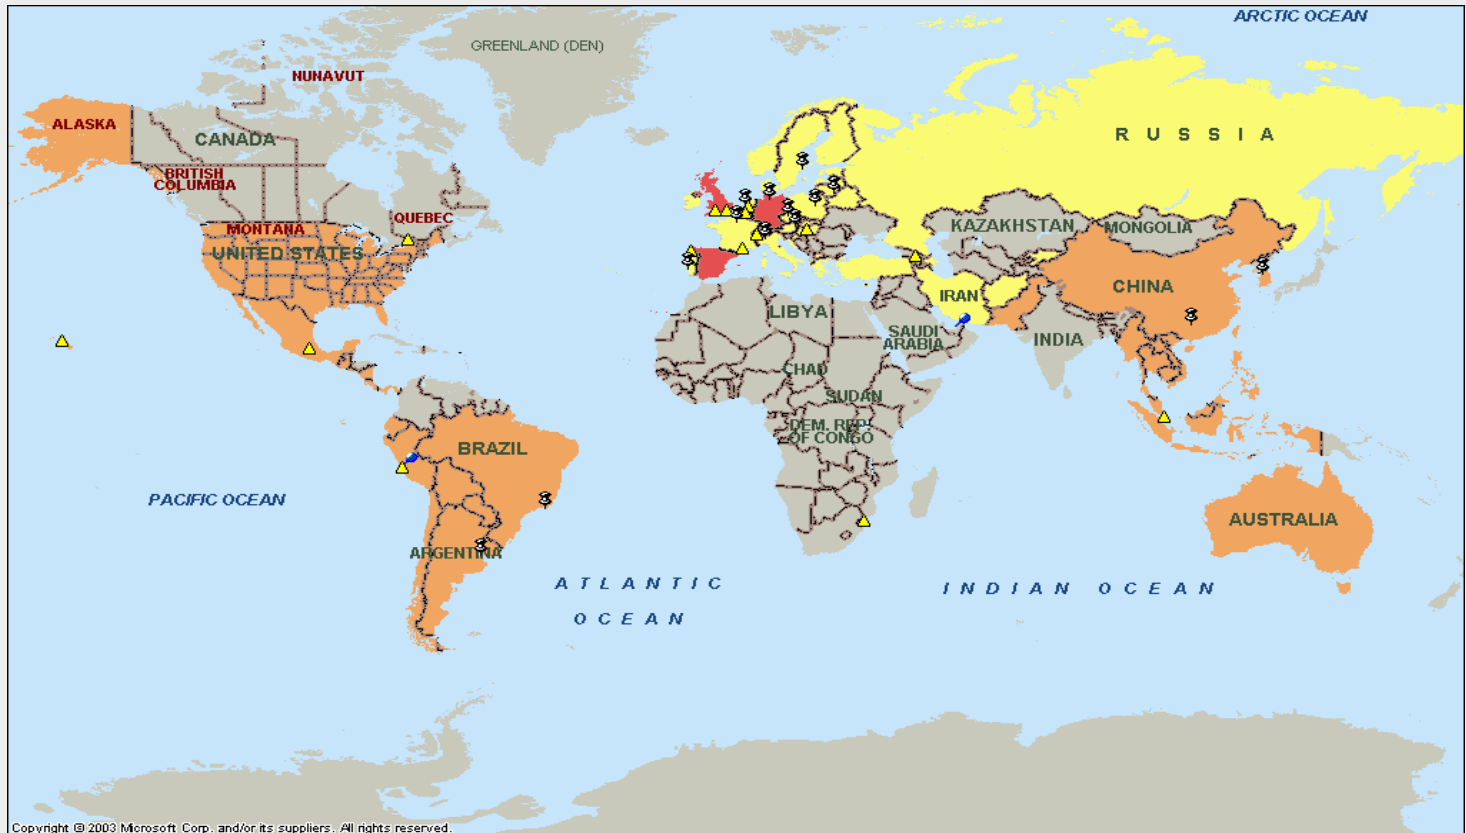 ARCTIC OCEAN
GREENLAND (DEN)
NUNAVUT
ALASKA
CANADA
R U S S I A
BRITISH
COLUMBIA
QUEBEC
MONTANA
KAZAKHSTAN
MONGOLIA
UNITED STATES
CHINA
IRAN
LIBYA
SAUDI
ARABIA
INDIA
CHAD
SUDAN
DEM. REP.
OF CONGO
BRAZIL
PACIFIC OCEAN
AUSTRALIA
ARGENTINA
A T L A N T I C
O C E A N
I N D I A N O C E A N
Copyright © 2003 Microsoft Corp. and/or its suppliers. All rights reserved.